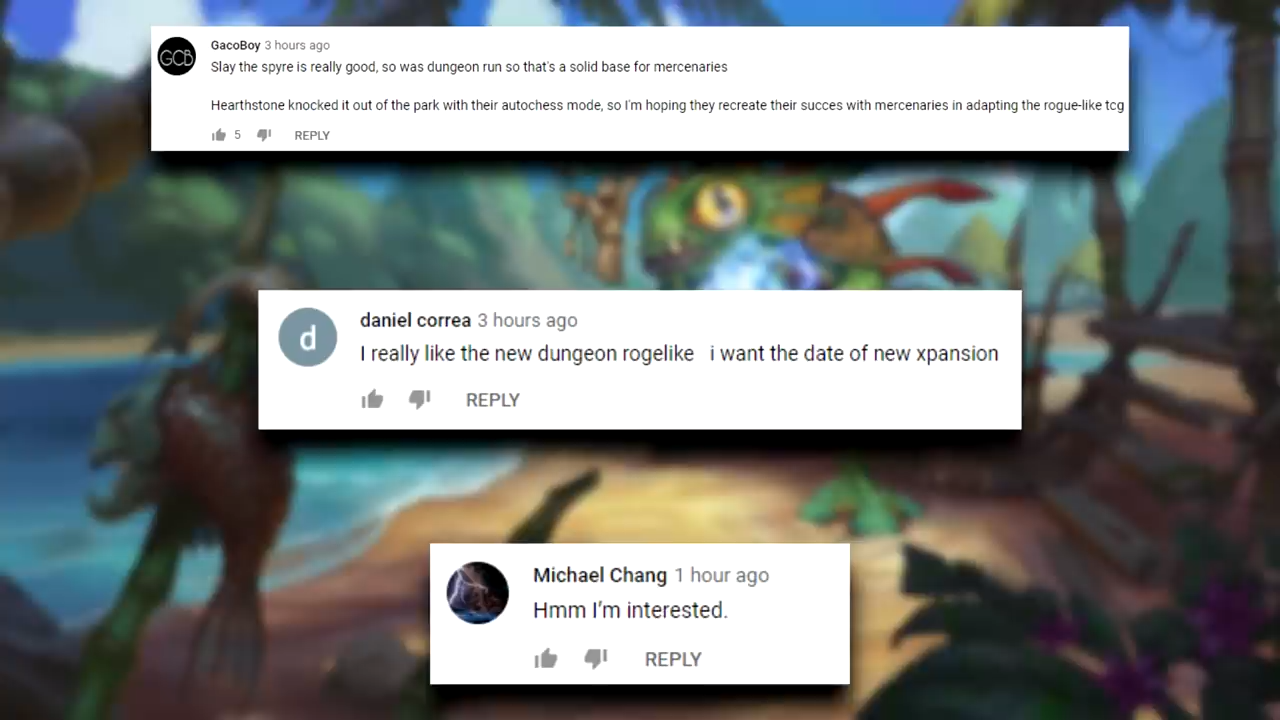 GCB
GacoBoy 3 hours ago
Slay the spyre is really good, so was dungeon run so that's a solid base for mercenaries
Hearthstone knocked it out of the park with their autochess mode, so I'm hoping they recreate their succes with mercenaries in adapting the rogue-like tcg
5 REPLY
d
daniel correa 3 hours ago
I really like the new dungeon rogelike i want the date of new xpansion
REPLY
Michael Chang 1 hour ago
Hmm I'm interested.
REPLY